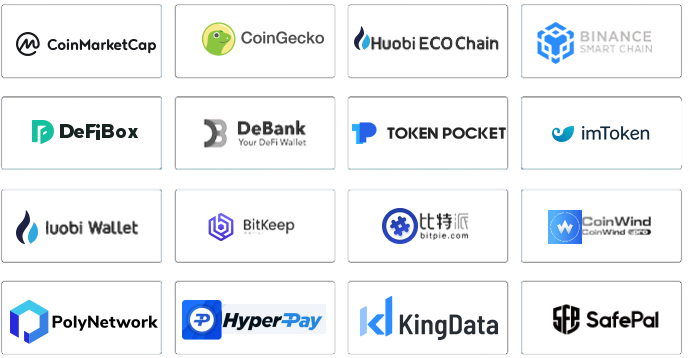 CoinMarketCap
CoinGecko
Huobi ECO Chain
BINANCE
SMART CHAIN
DeFiBox
DeBank
Your DeFi Wallet
TOKEN POCKET
imToken
luobi Wallet
BitKeep
比特派
bitpie.com
CoinWind
CoinWind pro
PolyNetwork
HyperPay
KingData
SafePal